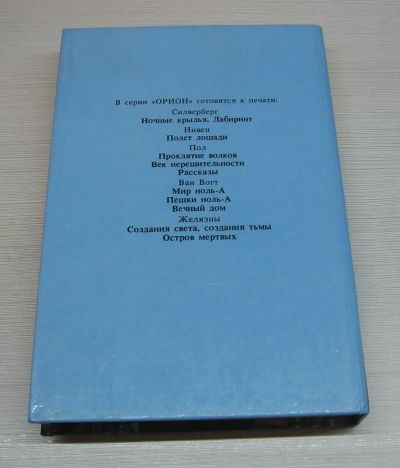 В серии «ОРИОН» готовятся к печати:
Силверберг
Ночные крылья. Лабиринт
Нивен
Полет лошади
Пол
Проклятие волков
Век нерешительности
Рассказы
Ван Вогт
Мир ноль-А
Пешки ноль-А
Вечный дом
Желязны
Создания света, создания тьмы
Остров мертвых